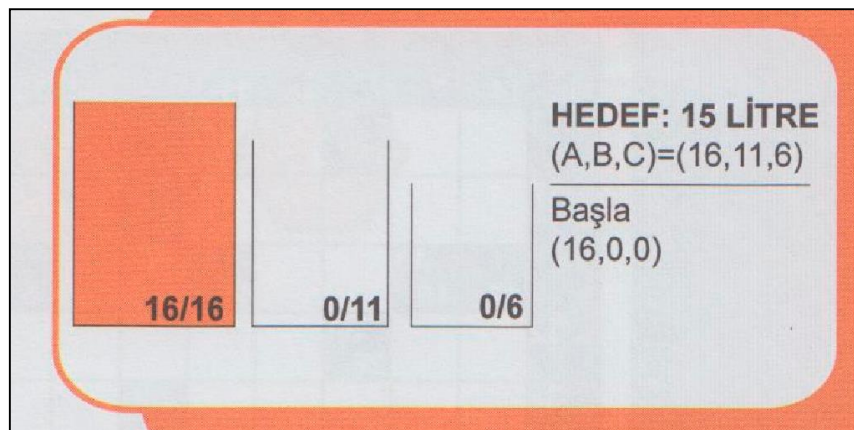 HEDEF: 15 LİTRE
(A,B,C)=(16,11,6)
Başla
(16,0,0)
16/16
0/11
0/6